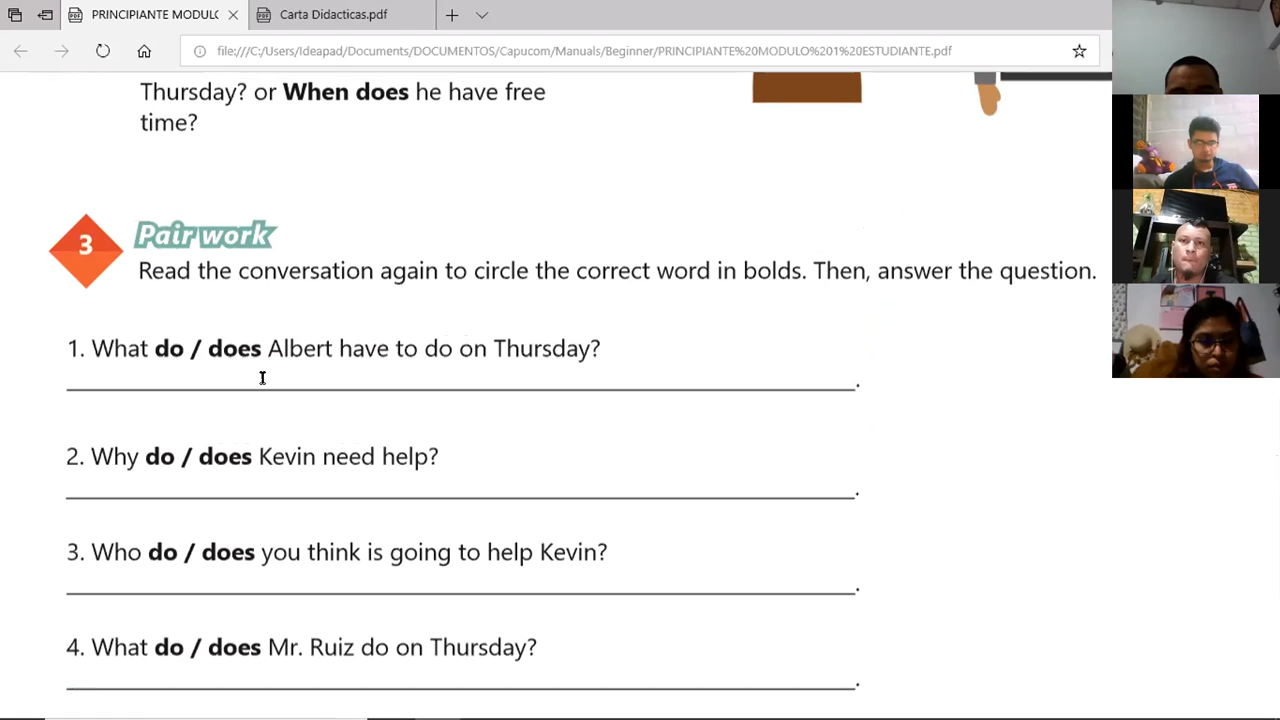 PRINCIPIANTE MODULO
Carta Didacticas.pdf
file:///C:/Users/Ideapad/Documents/DOCUMENTOS/Capucom/Manuals/Beginner/PRINCIPIANTE%20MODULO%201%20ESTUDIANTE.pdf
Thursday? or When does he have free
time?
3
Pair work
Read the conversation again to circle the correct word in bolds. Then, answer the question.
1. What do / does Albert have to do on Thursday?
.
2. Why do / does Kevin need help?
.
3. Who do / does you think is going to help Kevin?
.
4. What do / does Mr. Ruiz do on Thursday?
.